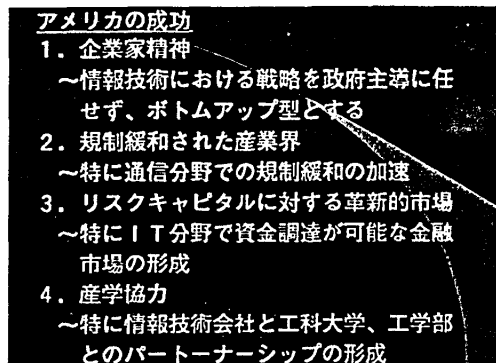 アメリカの成功
1．企業家精神
～情報技術における戦略を政府主導に任
せず、ボトムアップ型とする
2．規制緩和された産業界
～特に通信分野での規制緩和の加速
3．リスクキャピタルに対する革新的市場
～特にＩＴ分野で資金調達が可能な金融
市場の形成
4．産学協力
～特に情報技術会社と工科大学、工学部
とのパートーナーシップの形成